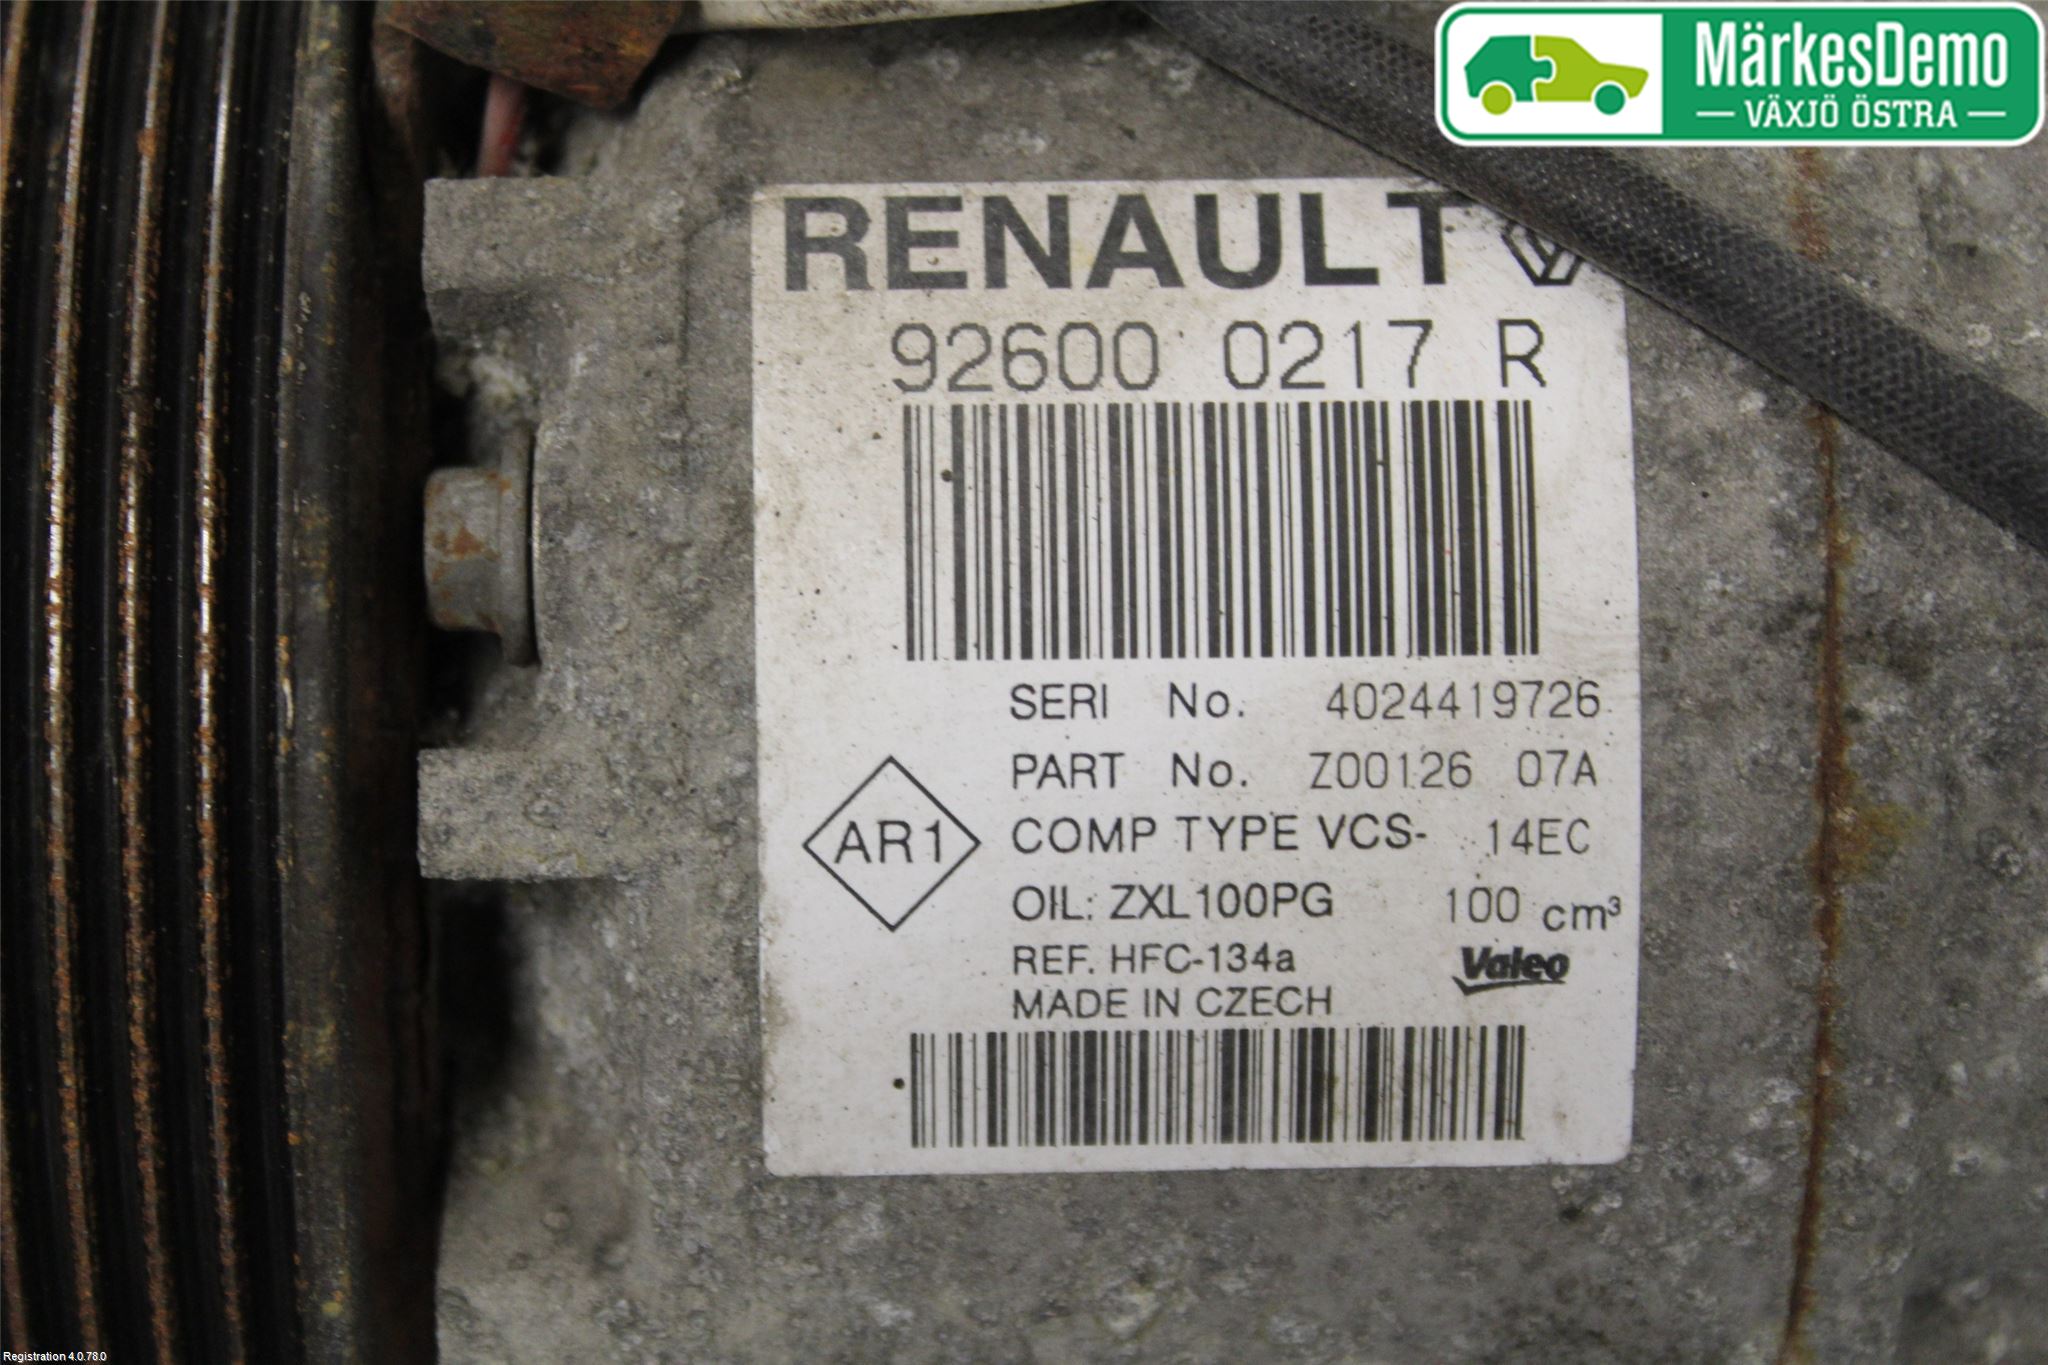 MärkesDemo
VÄXJÖ ÖSTRA
RENAULT
92600 0217 R
SERI No. 4024419726
PART No. Z00126 07A
AR1
COMP TYPE VCS- 14EC
OIL: ZXL100PG 100 cm³
REF. HFC-134a
Valeo
MADE IN CZECH
Registration 4.0.78.0